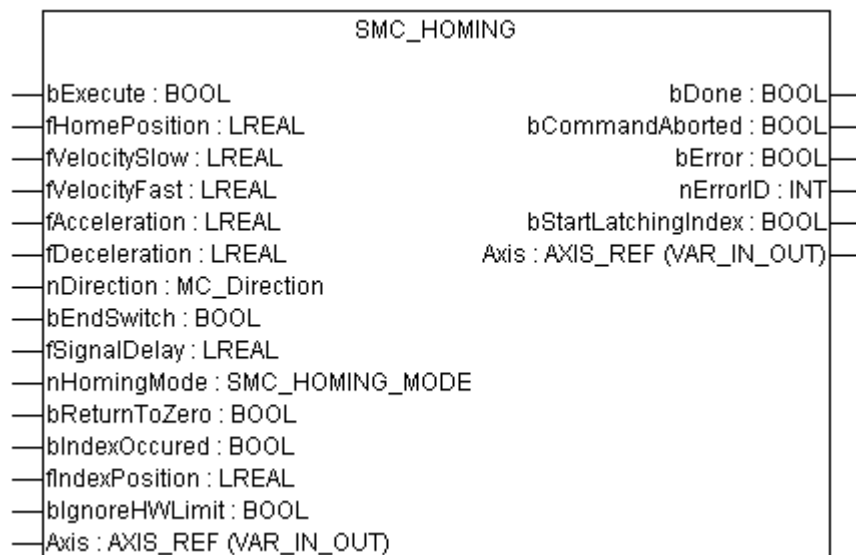 SMC_HOMING
bExecute : BOOL
bDone : BOOL
fHomePosition : LREAL
bCommandAborted : BOOL
fVelocitySlow : LREAL
bError : BOOL
fVelocityFast : LREAL
nErrorID : INT
fAcceleration : LREAL
bStartLatchingIndex : BOOL
fDeceleration : LREAL
Axis : AXIS_REF (VAR_IN_OUT)
nDirection : MC_Direction
bEndSwitch : BOOL
fSignalDelay : LREAL
nHomingMode : SMC_HOMING_MODE
bReturnToZero : BOOL
bIndexOccured : BOOL
fIndexPosition : LREAL
bIgnoreHWLimit : BOOL
Axis : AXIS_REF (VAR_IN_OUT)